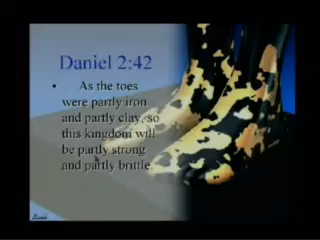 Daniel 2:42
• As the toes
were partly iron
and partly clay, so
this kingdom will
be partly strong
and partly brittle.